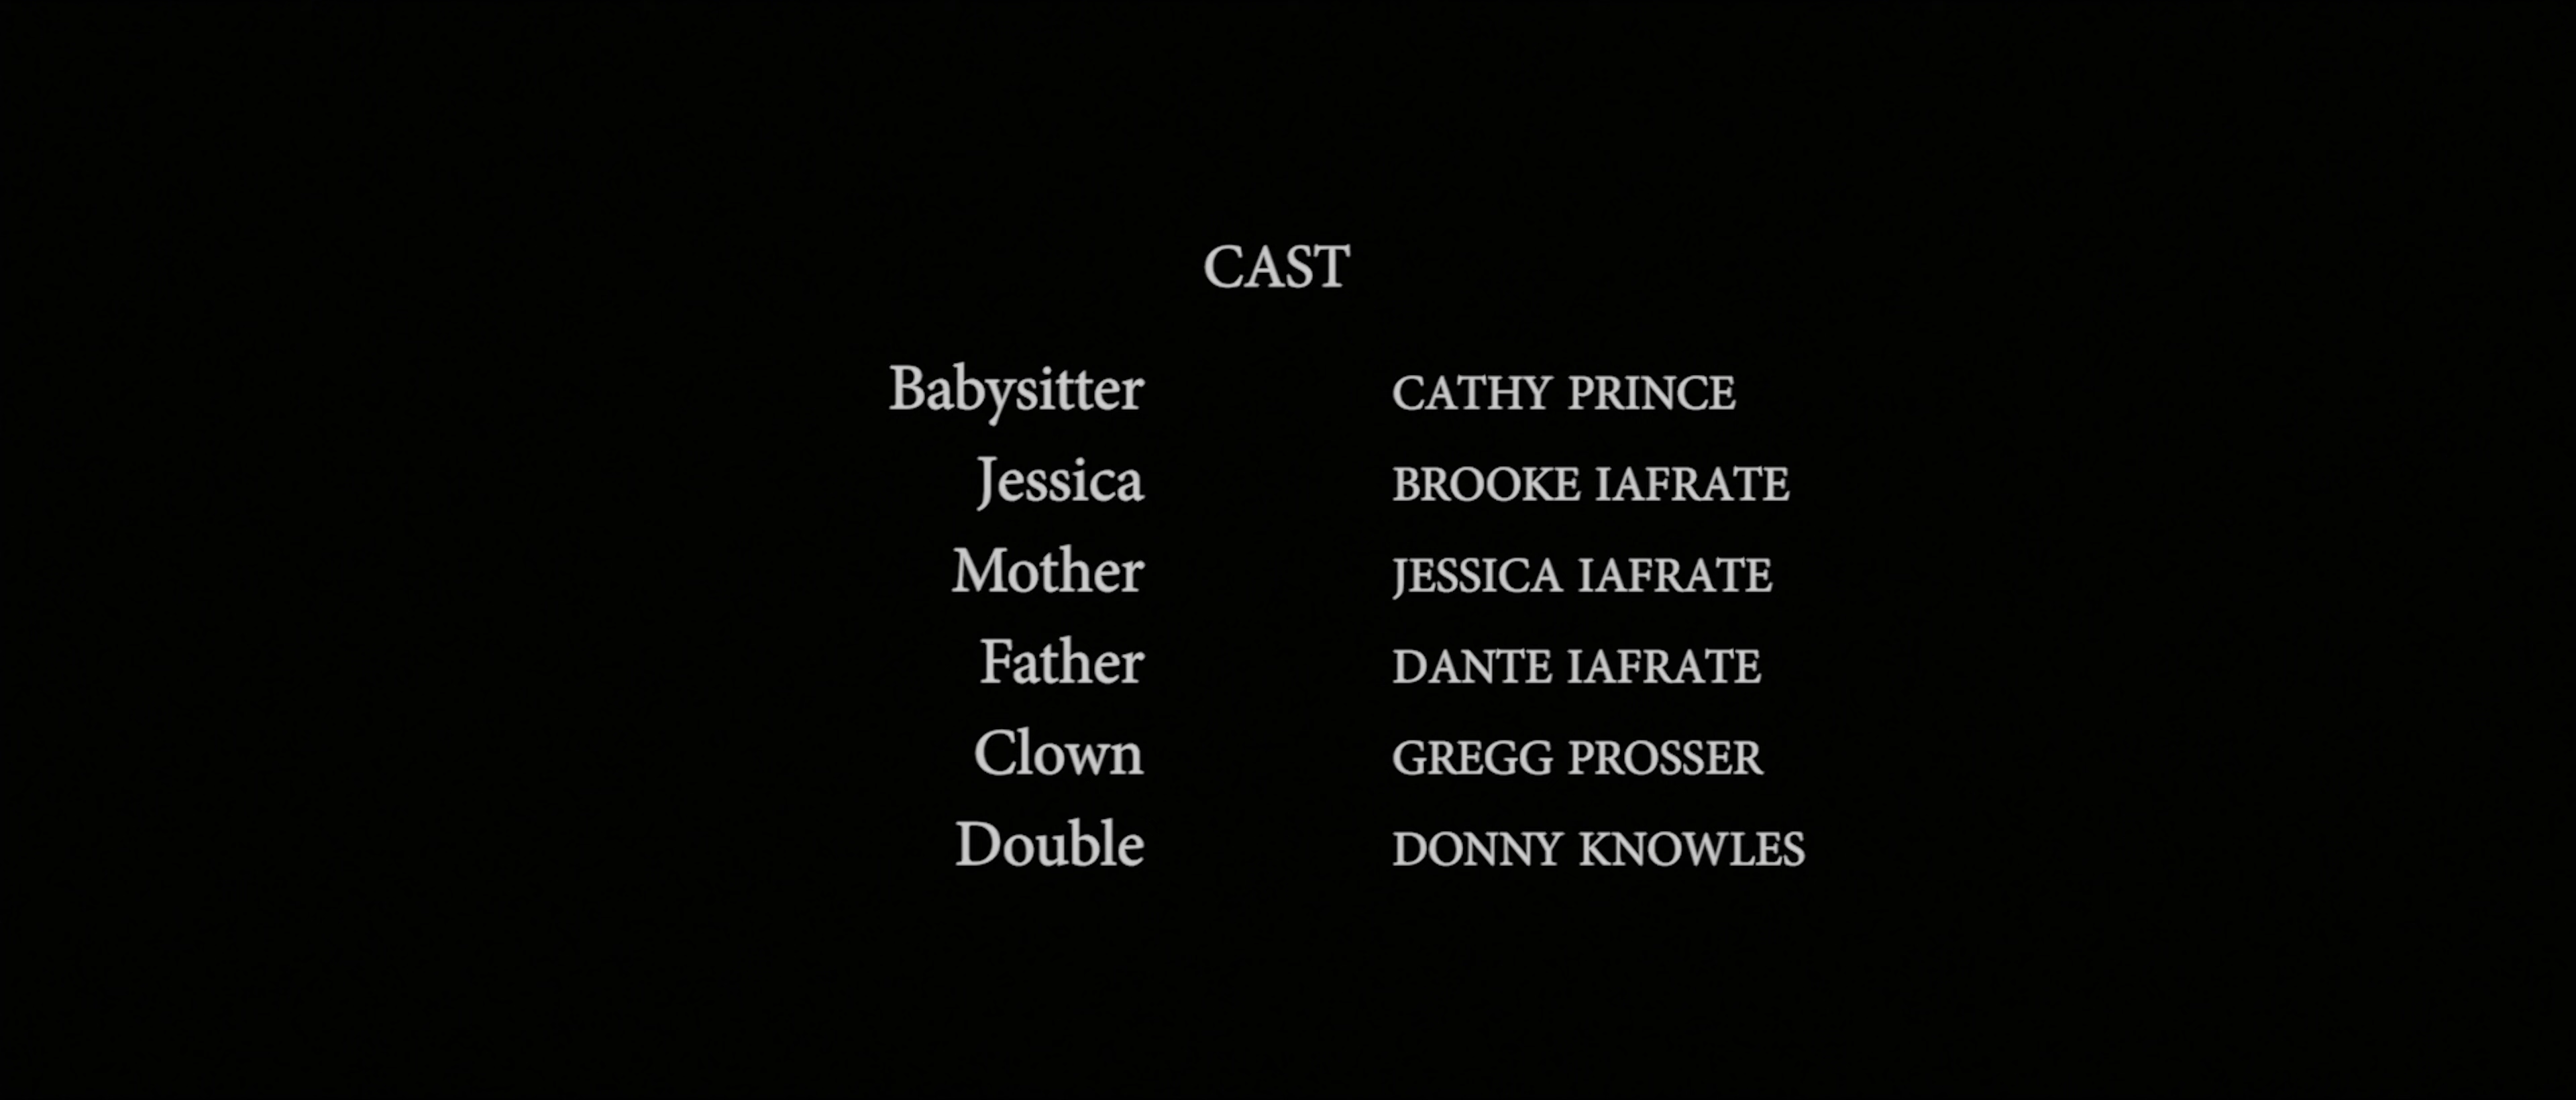 CAST
Babysitter CATHY PRINCE
Jessica BROOKE IAFRATE
Mother JESSICA IAFRATE
Father DANTE IAFRATE
Clown GREGG PROSSER
Double DONNY KNOWLES